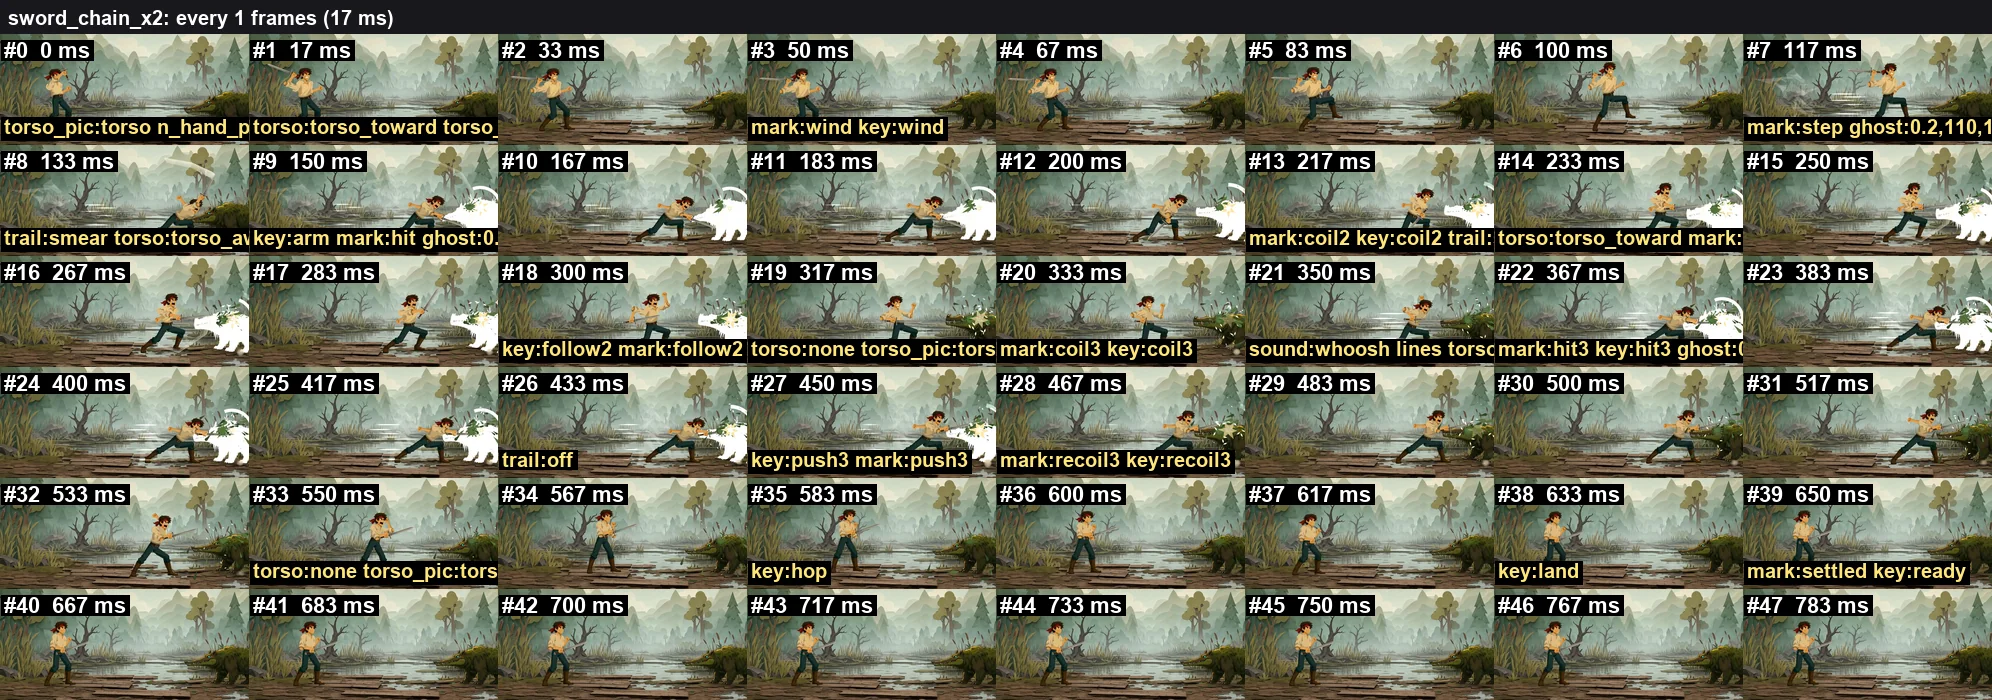 sword_chain_x2: every 1 frames (17 ms)
#0 0 ms
#1 17 ms
#2 33 ms
#3 50 ms
#4 67 ms
#5 83 ms
#6 100 ms
#7 117 ms
torso_pic:torso n_hand_p
torso:torso_toward torso_
mark:wind key:wind
mark:step ghost:0.2,110,1
#8 133 ms
#9 150 ms
#10 167 ms
#11 183 ms
#12 200 ms
#13 217 ms
#14 233 ms
#15 250 ms
trail:smear torso:torso_av
key:arm mark:hit ghost:0.
mark:coil2 key:coil2 trail:
torso:torso_toward mark:
#16 267 ms
#17 283 ms
#18 300 ms
#19 317 ms
#20 333 ms
#21 350 ms
#22 367 ms
#23 383 ms
key:follow2 mark:follow2
torso:none torso_pic:tors
mark:coil3 key:coil3
sound:whoosh lines torso
mark:hit3 key:hit3 ghost:0
#24 400 ms
#25 417 ms
#26 433 ms
#27 450 ms
#28 467 ms
#29 483 ms
#30 500 ms
#31 517 ms
trail:off
key:push3 mark:push3
mark:recoil3 key:recoil3
#32 533 ms
#33 550 ms
#34 567 ms
#35 583 ms
#36 600 ms
#37 617 ms
#38 633 ms
#39 650 ms
torso:none torso_pic:tors
key:hop
key:land
mark:settled key:ready
#40 667 ms
#41 683 ms
#42 700 ms
#43 717 ms
#44 733 ms
#45 750 ms
#46 767 ms
#47 783 ms